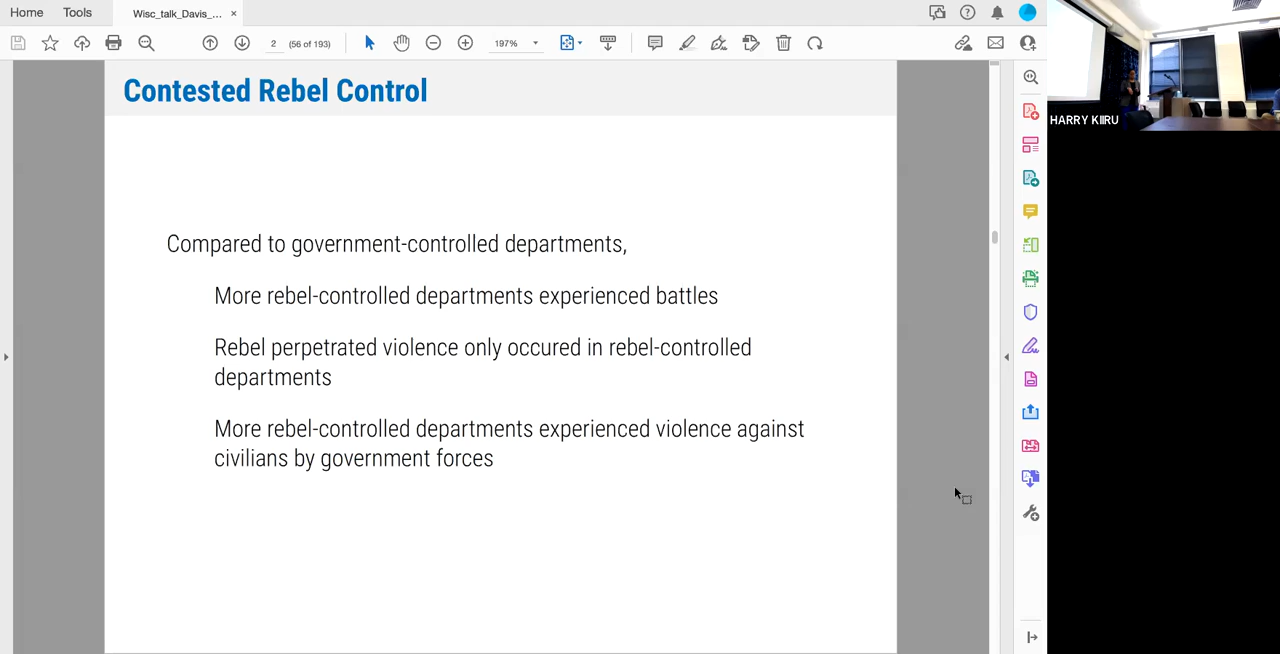 Home Tools Wisc_talk_Davis_... ×
2 (56 of 193) 197%
Contested Rebel Control
HARRY KIIRU
Compared to government-controlled departments,
More rebel-controlled departments experienced battles
Rebel perpetrated violence only occured in rebel-controlled
departments
More rebel-controlled departments experienced violence against
civilians by government forces